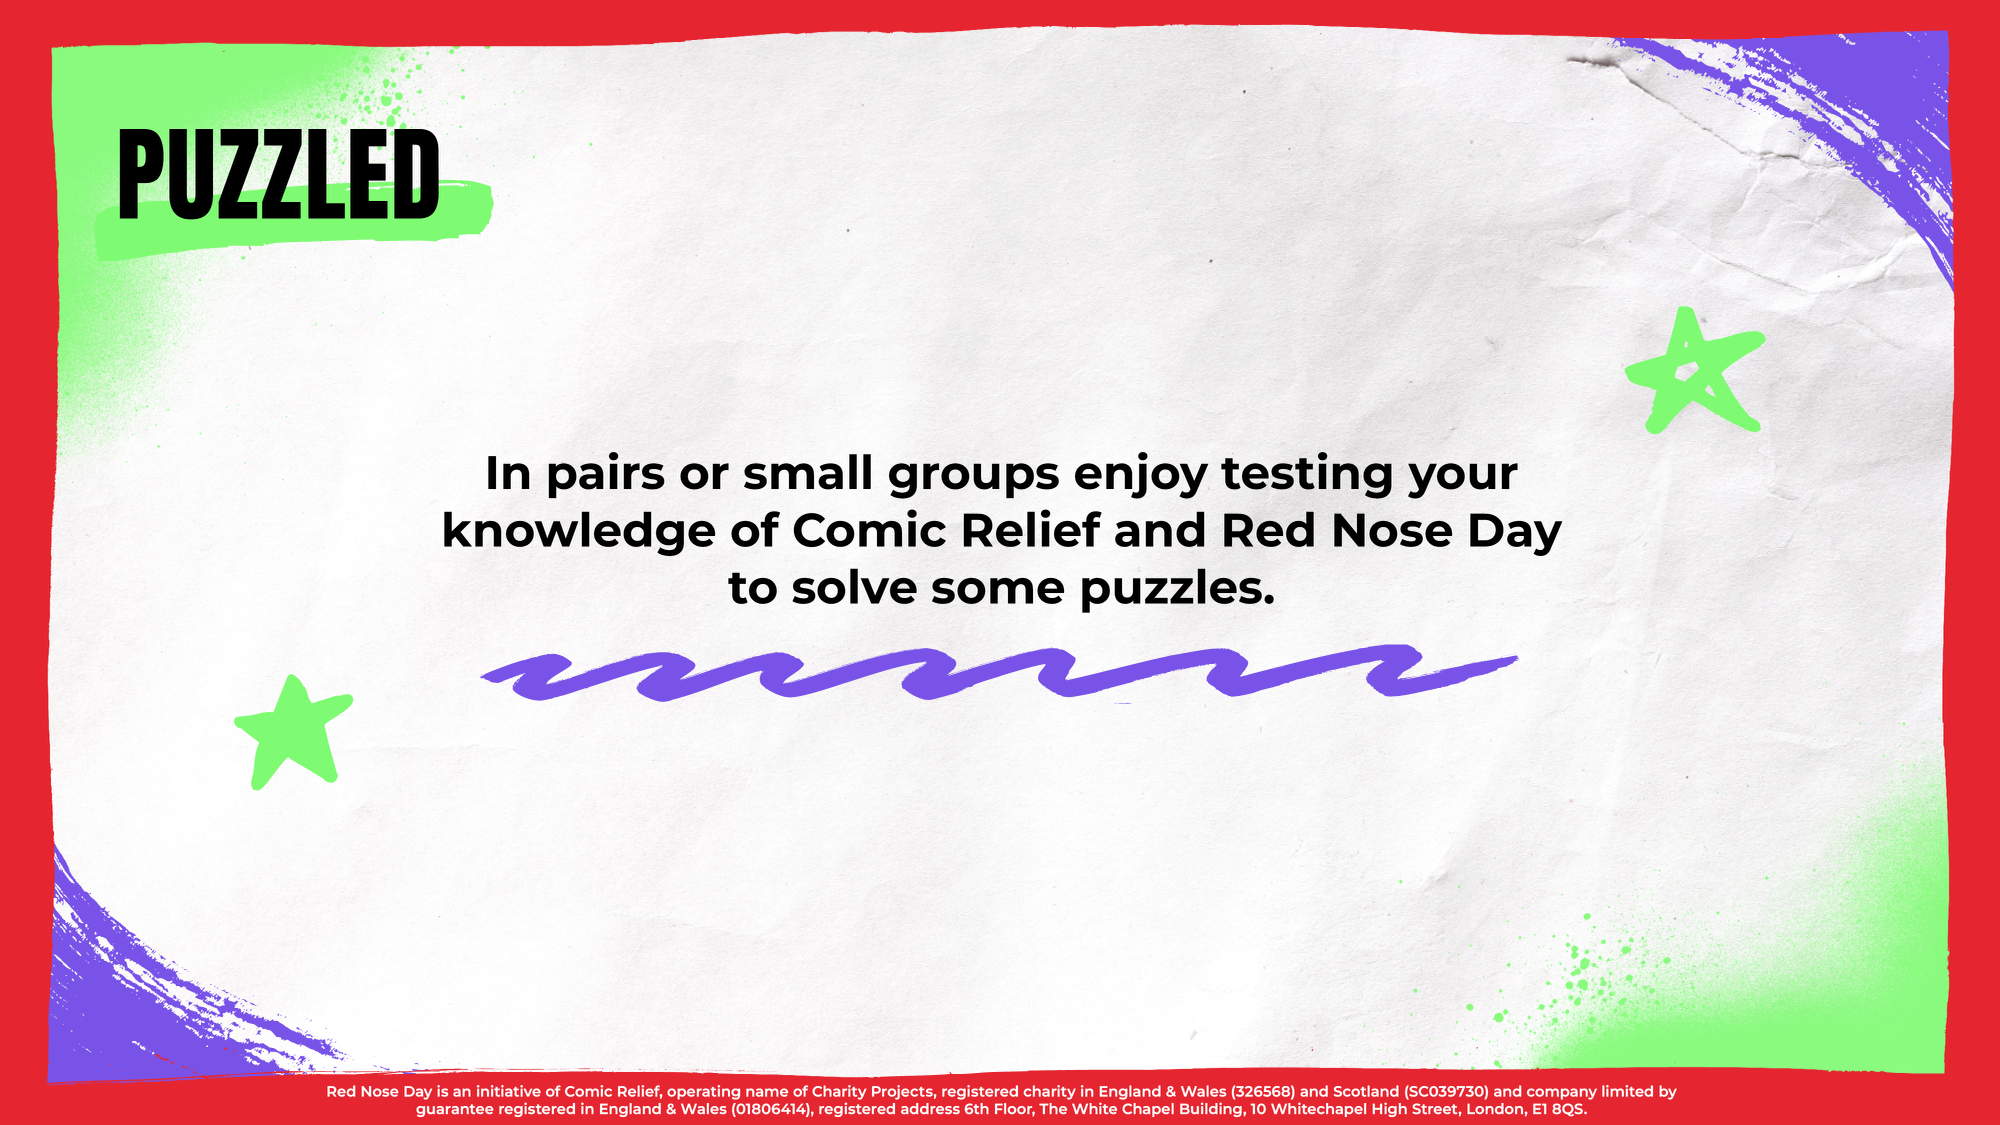 PUZZLED
In pairs or small groups enjoy testing your
knowledge of Comic Relief and Red Nose Day
to solve some puzzles.
Red Nose Day is an initiative of Comic Relief, operating name of Charity Projects, registered charity in England & Wales (326568) and Scotland (SC039730) and company limited by
guarantee registered in England & Wales (01806414), registered address 6th Floor, The White Chapel Building, 10 Whitechapel High Street, London, E1 8QS.